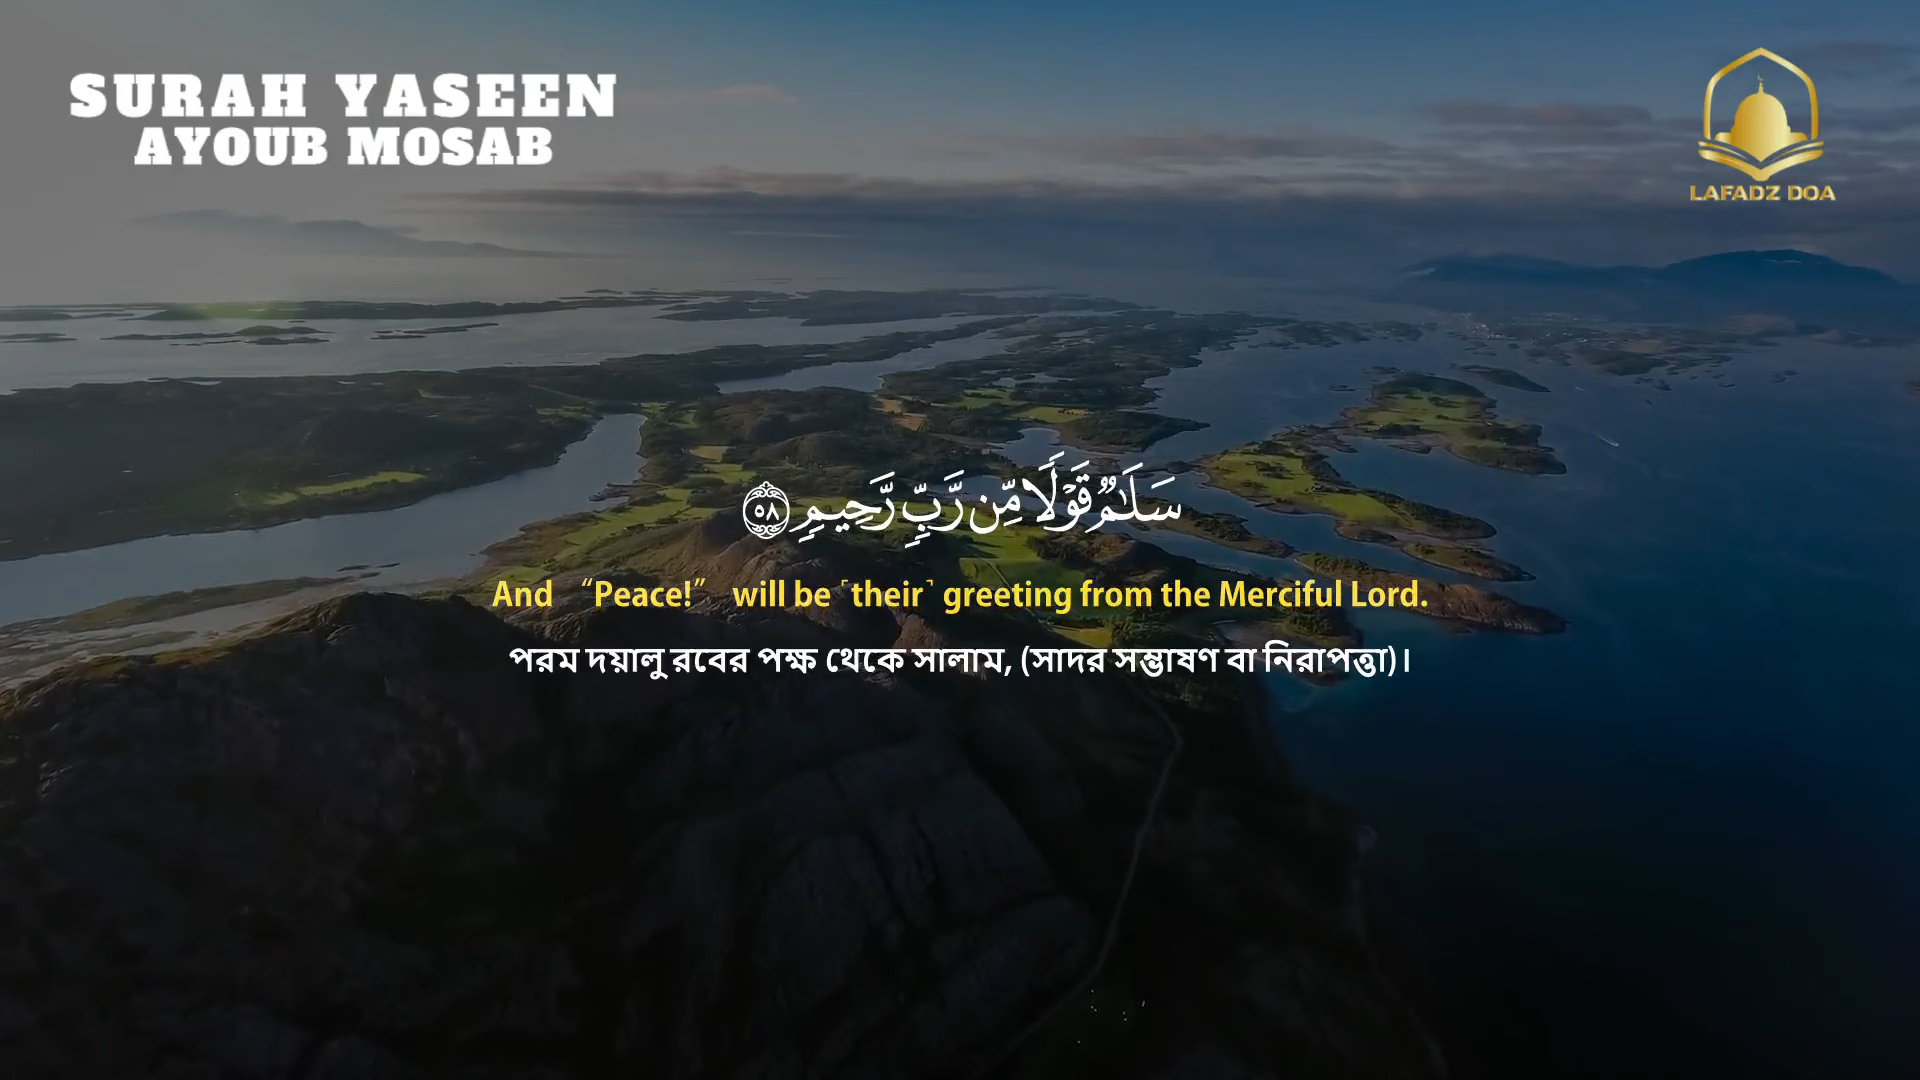 SURAH YASEEN
AYOUB MOSAB
LAFADZ DOA
سَلَـٰمٌۭ قَوْلًۭا مِّن رَّبٍّۢ رَّحِيمٍۢ ٥٨
And “Peace!” will be ˹their˺ greeting from the Merciful Lord.
পরম দয়ালু রবের পক্ষ থেকে সালাম, (সাদর সম্ভাষণ বা নিরাপত্তা)।